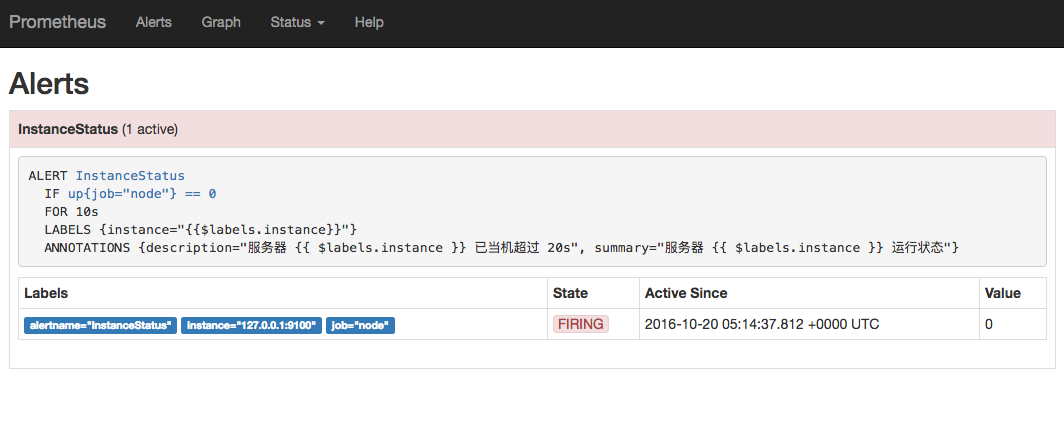 Prometheus Alerts Graph Status Help
Alerts
InstanceStatus (1 active)
ALERT InstanceStatus
IF up{job="node"} == 0
FOR 10s
LABELS {instance="{{$labels.instance}}"}
ANNOTATIONS {description="服务器 {{ $labels.instance }} 已当机超过 20s", summary="服务器 {{ $labels.instance }} 运行状态"}
Labels State Active Since Value
alertname="InstanceStatus" instance="127.0.0.1:9100" job="node" FIRING 2016-10-20 05:14:37.812 +0000 UTC 0